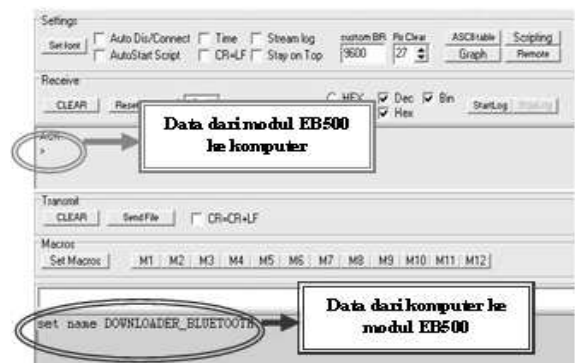 Settings
Set font
Auto Dis/Connect
Time
Stream log
custom BR
Rx Clear
ASCII table
Scripting
AutoStart Script
CR=LF
Stay on Top
9600
27
Graph
Remote
Receive
CLEAR
HEX
Dec
Bin
Hex
StartLog
Data dari modul EB500
ke komputer
ACK
>
Transmit
CLEAR
Send File
CR=CR+LF
Macros
Set Macros
M1 M2 M3 M4 M5 M6 M7 M8 M9 M10 M11 M12
Data dari komputer ke
modul EB500
set name DOWNLOADER_BLUETOOTH